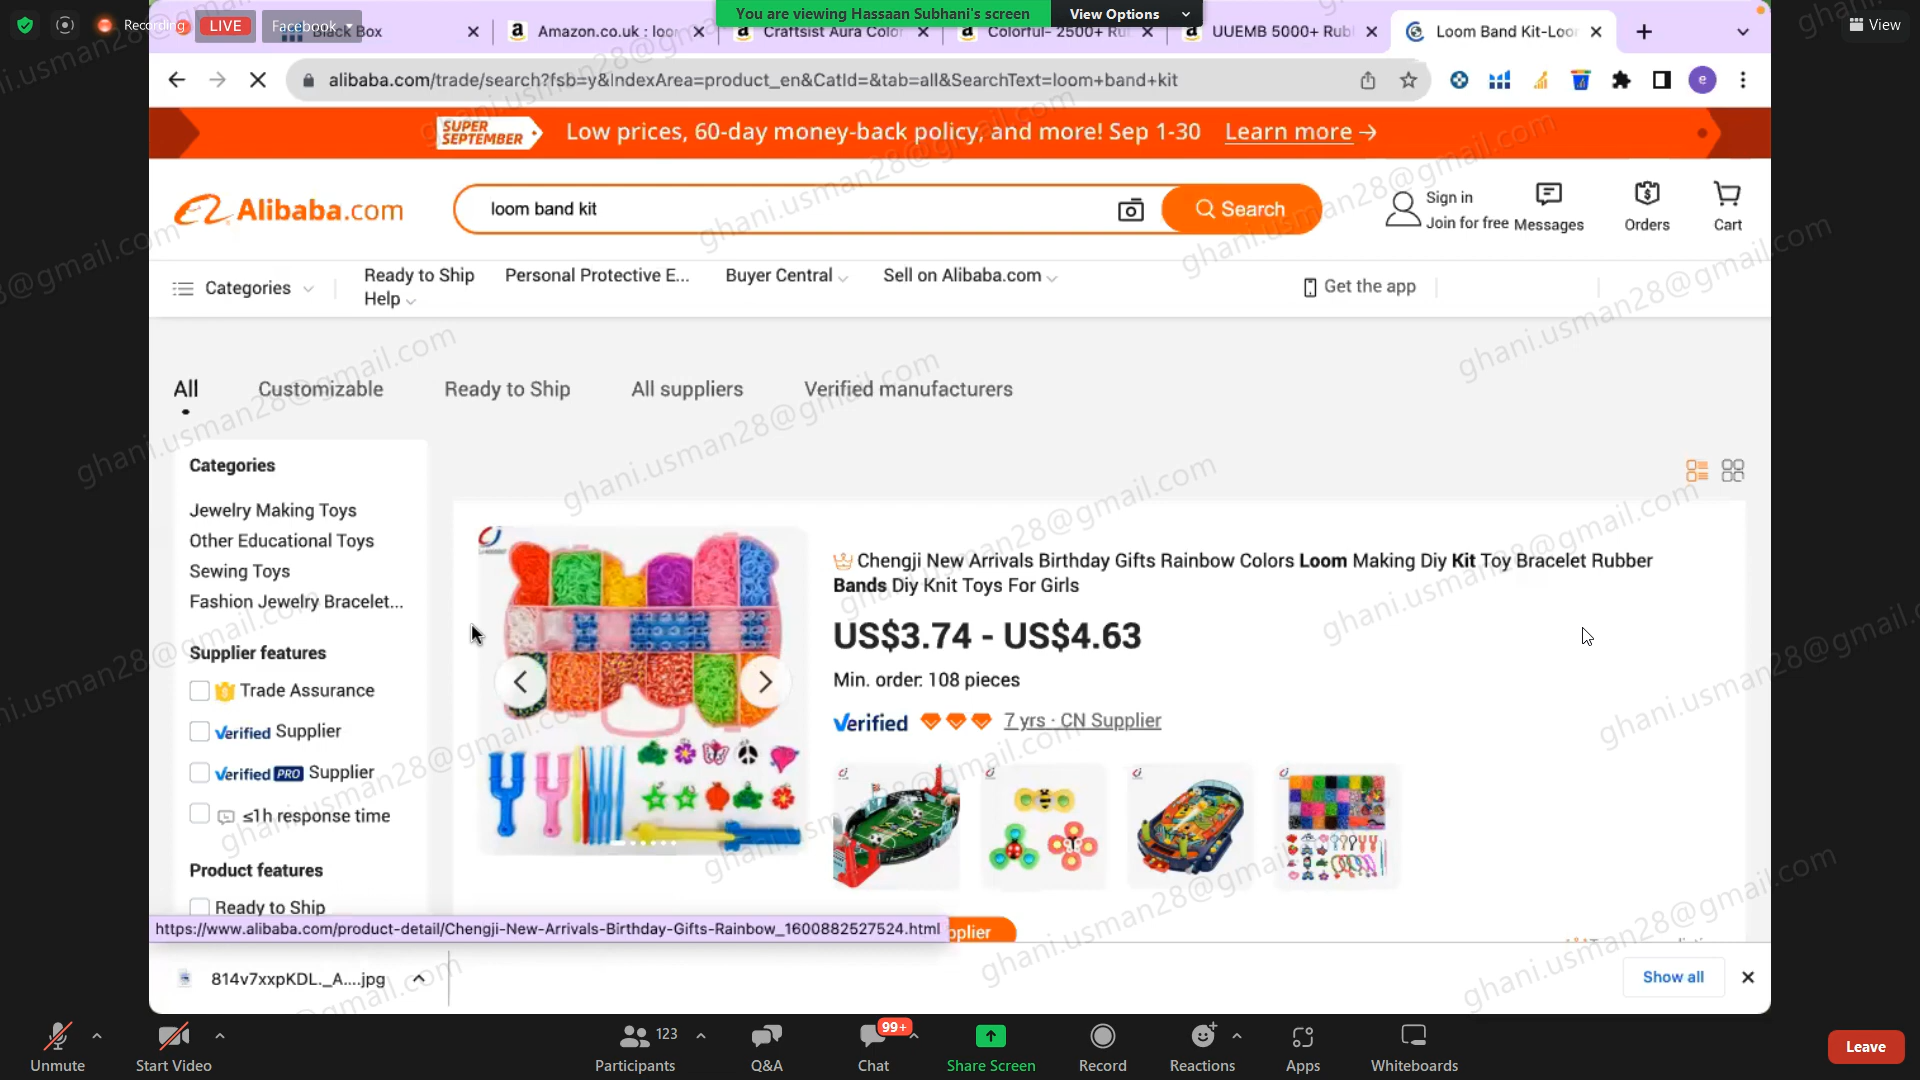 Recording
LIVE
Facebook
You are viewing Hassaan Subhani's screen
View Options
View
Box
Amazon.co.uk : loo
Craftsist Aura Color
Colorful- 2500+ Ru
UUEMB 5000+ Rub
Loom Band Kit-Loo
alibaba.com/trade/search?fsb=y&IndexArea=product_en&CatId=&tab=all&SearchText=loom+band+kit
e
SUPER
SEPTEMBER
Low prices, 60-day money-back policy, and more! Sep 1-30 Learn more →
Alibaba.com
loom band kit
Search
Sign in
Join for free
Messages
Orders
Cart
Categories
Ready to Ship
Personal Protective E...
Buyer Central
Sell on Alibaba.com
Help
Get the app
All
Customizable
Ready to Ship
All suppliers
Verified manufacturers
Categories
Jewelry Making Toys
Other Educational Toys
Sewing Toys
Fashion Jewelry Bracelet...
Supplier features
Trade Assurance
Verified Supplier
Verified PRO Supplier
≤1h response time
Product features
Ready to Ship
Chengji New Arrivals Birthday Gifts Rainbow Colors Loom Making Diy Kit Toy Bracelet Rubber
Bands Diy Knit Toys For Girls
US$3.74 - US$4.63
Min. order: 108 pieces
Verified
7 yrs · CN Supplier
https://www.alibaba.com/product-detail/Chengji-New-Arrivals-Birthday-Gifts-Rainbow_1600882527524.html
pplier
814v7xxpKDL._A....jpg
Show all
ghani.usman28@gmail.com
Unmute
Start Video
123
Participants
Q&A
99+
Chat
Share Screen
Record
Reactions
Apps
Whiteboards
Leave